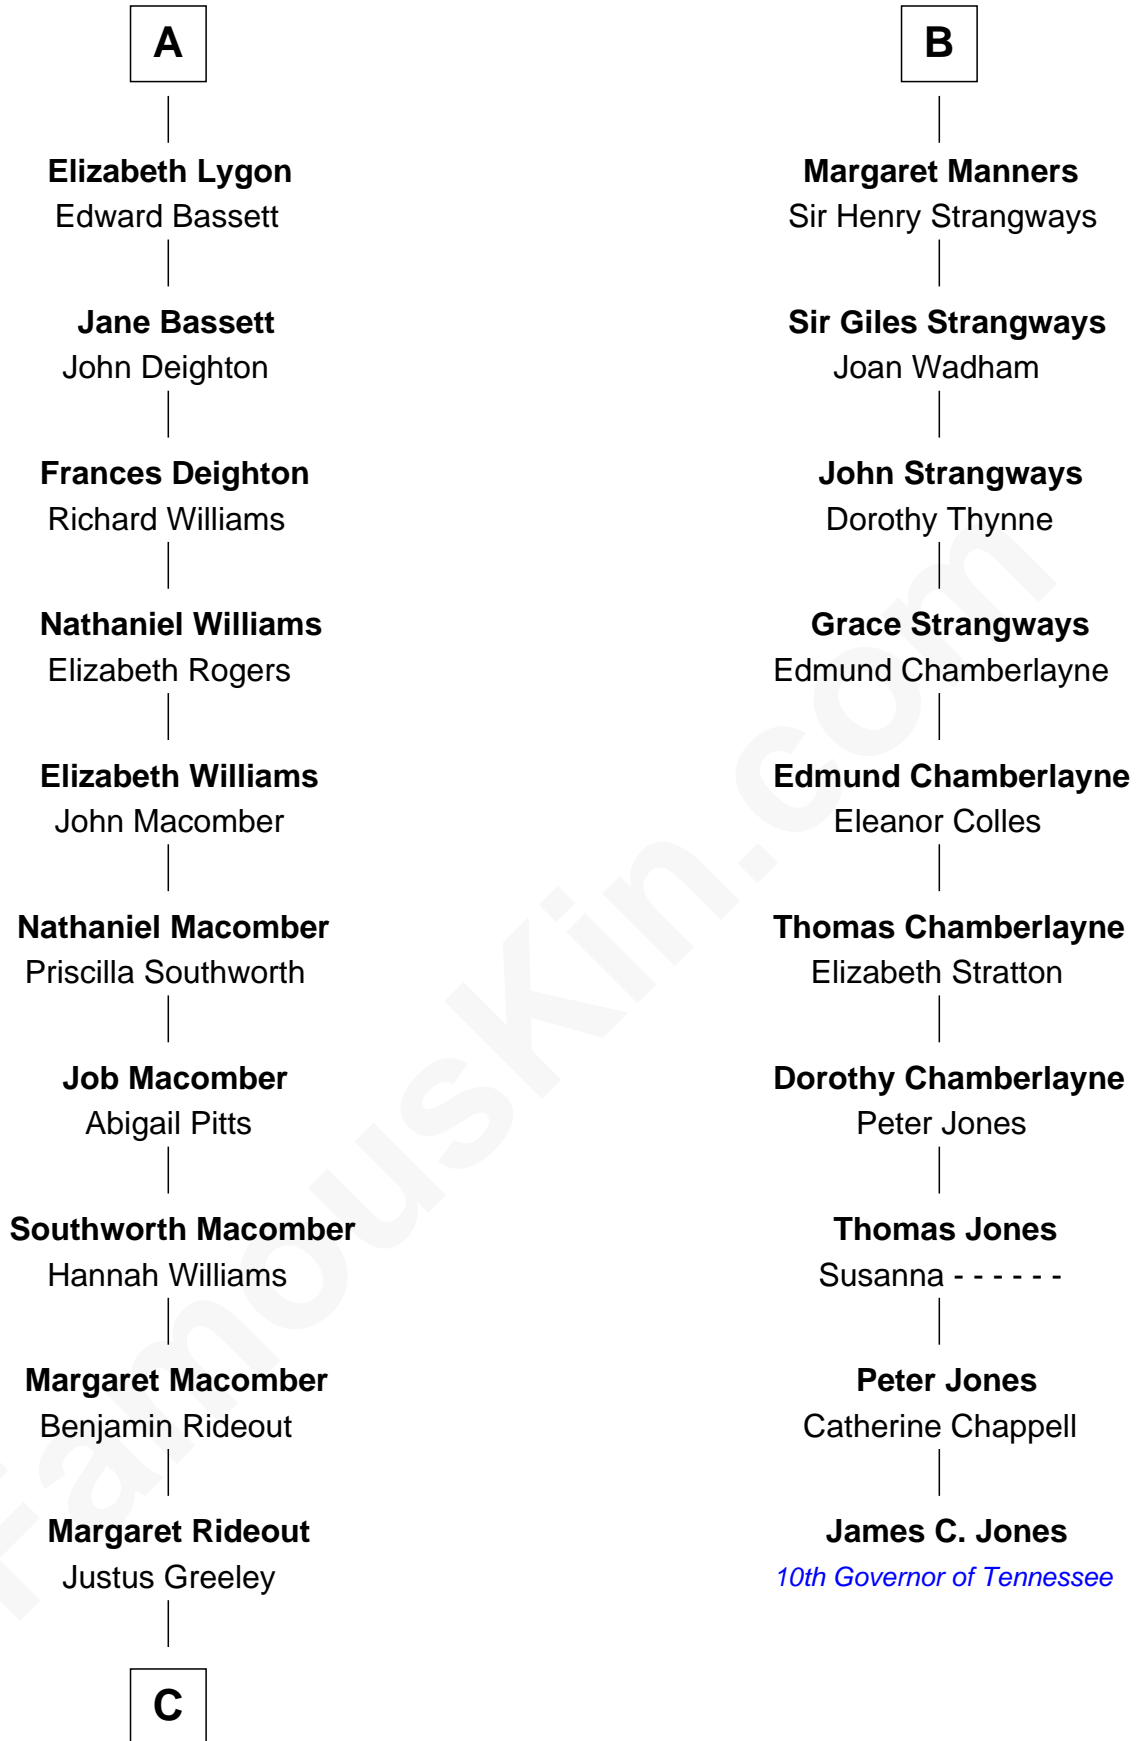 A
Elizabeth Lygon
Edward Bassett
Jane Bassett
John Deighton
Frances Deighton
Richard Williams
Nathaniel Williams
Elizabeth Rogers
Elizabeth Williams
John Macomber
Nathaniel Macomber
Priscilla Southworth
Job Macomber
Abigail Pitts
Southworth Macomber
Hannah Williams
Margaret Macomber
Benjamin Rideout
Margaret Rideout
Justus Greeley
C
B
Margaret Manners
Sir Henry Strangways
Sir Giles Strangways
Joan Wadham
John Strangways
Dorothy Thynne
Grace Strangways
Edmund Chamberlayne
Edmund Chamberlayne
Eleanor Colles
Thomas Chamberlayne
Elizabeth Stratton
Dorothy Chamberlayne
Peter Jones
Thomas Jones
Susanna - - - - - -
Peter Jones
Catherine Chappell
James C. Jones
10th Governor of Tennessee
FamousKin.com